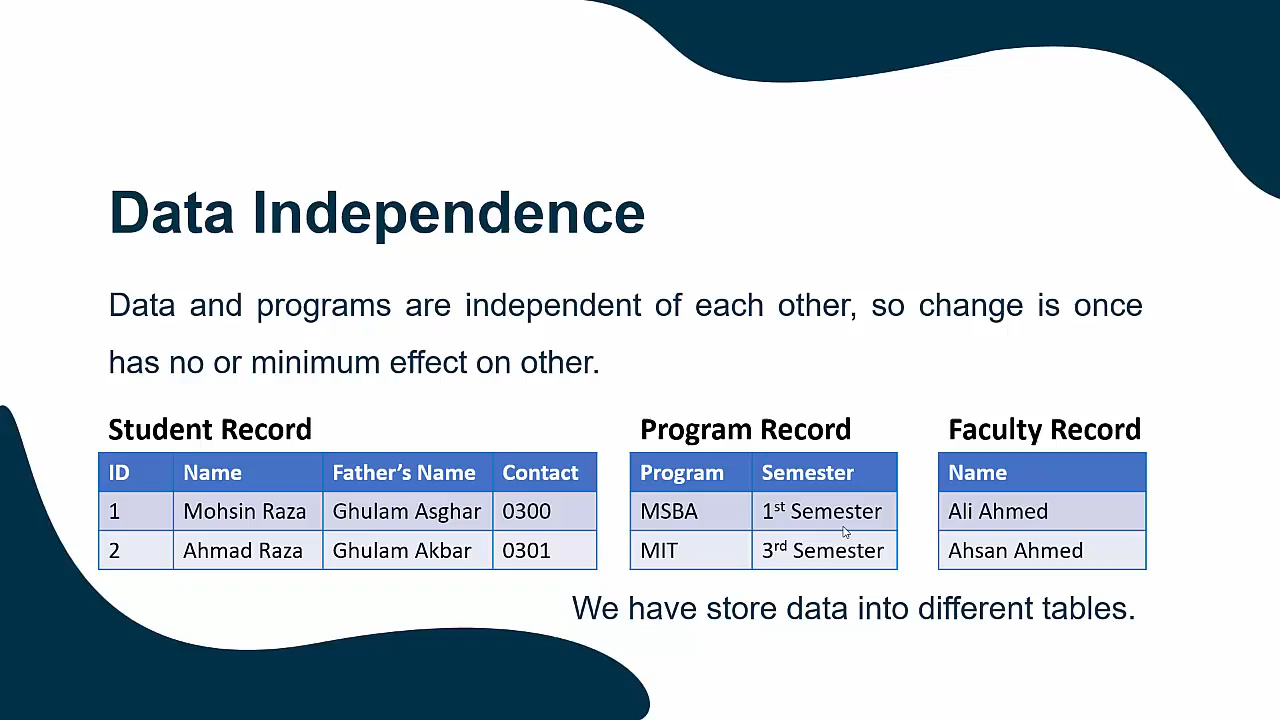 Data Independence
Data and programs are independent of each other, so change is once
has no or minimum effect on other.
Student Record
ID Name Father's Name Contact
1 Mohsin Raza Ghulam Asghar 0300
2 Ahmad Raza Ghulam Akbar 0301
Program Record
Program Semester
MSBA 1st Semester
MIT 3rd Semester
Faculty Record
Name
Ali Ahmed
Ahsan Ahmed
We have store data into different tables.